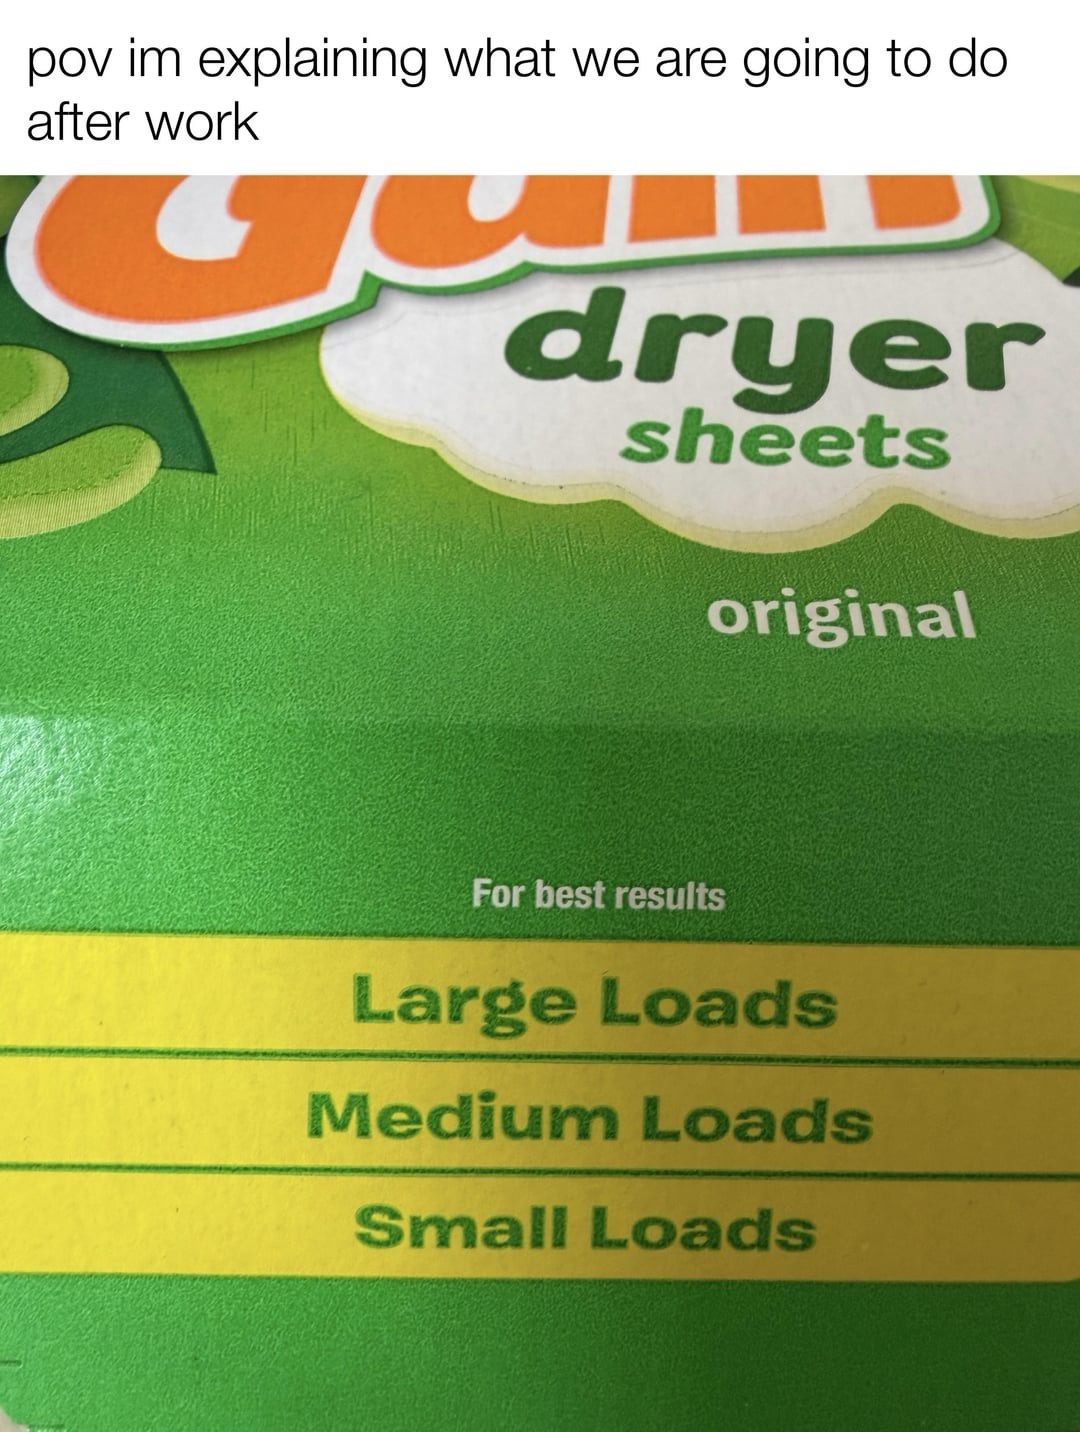 pov im explaining what we are going to do
after work
Gain
dryer
sheets
original
For best results
Large Loads
Medium Loads
Small Loads